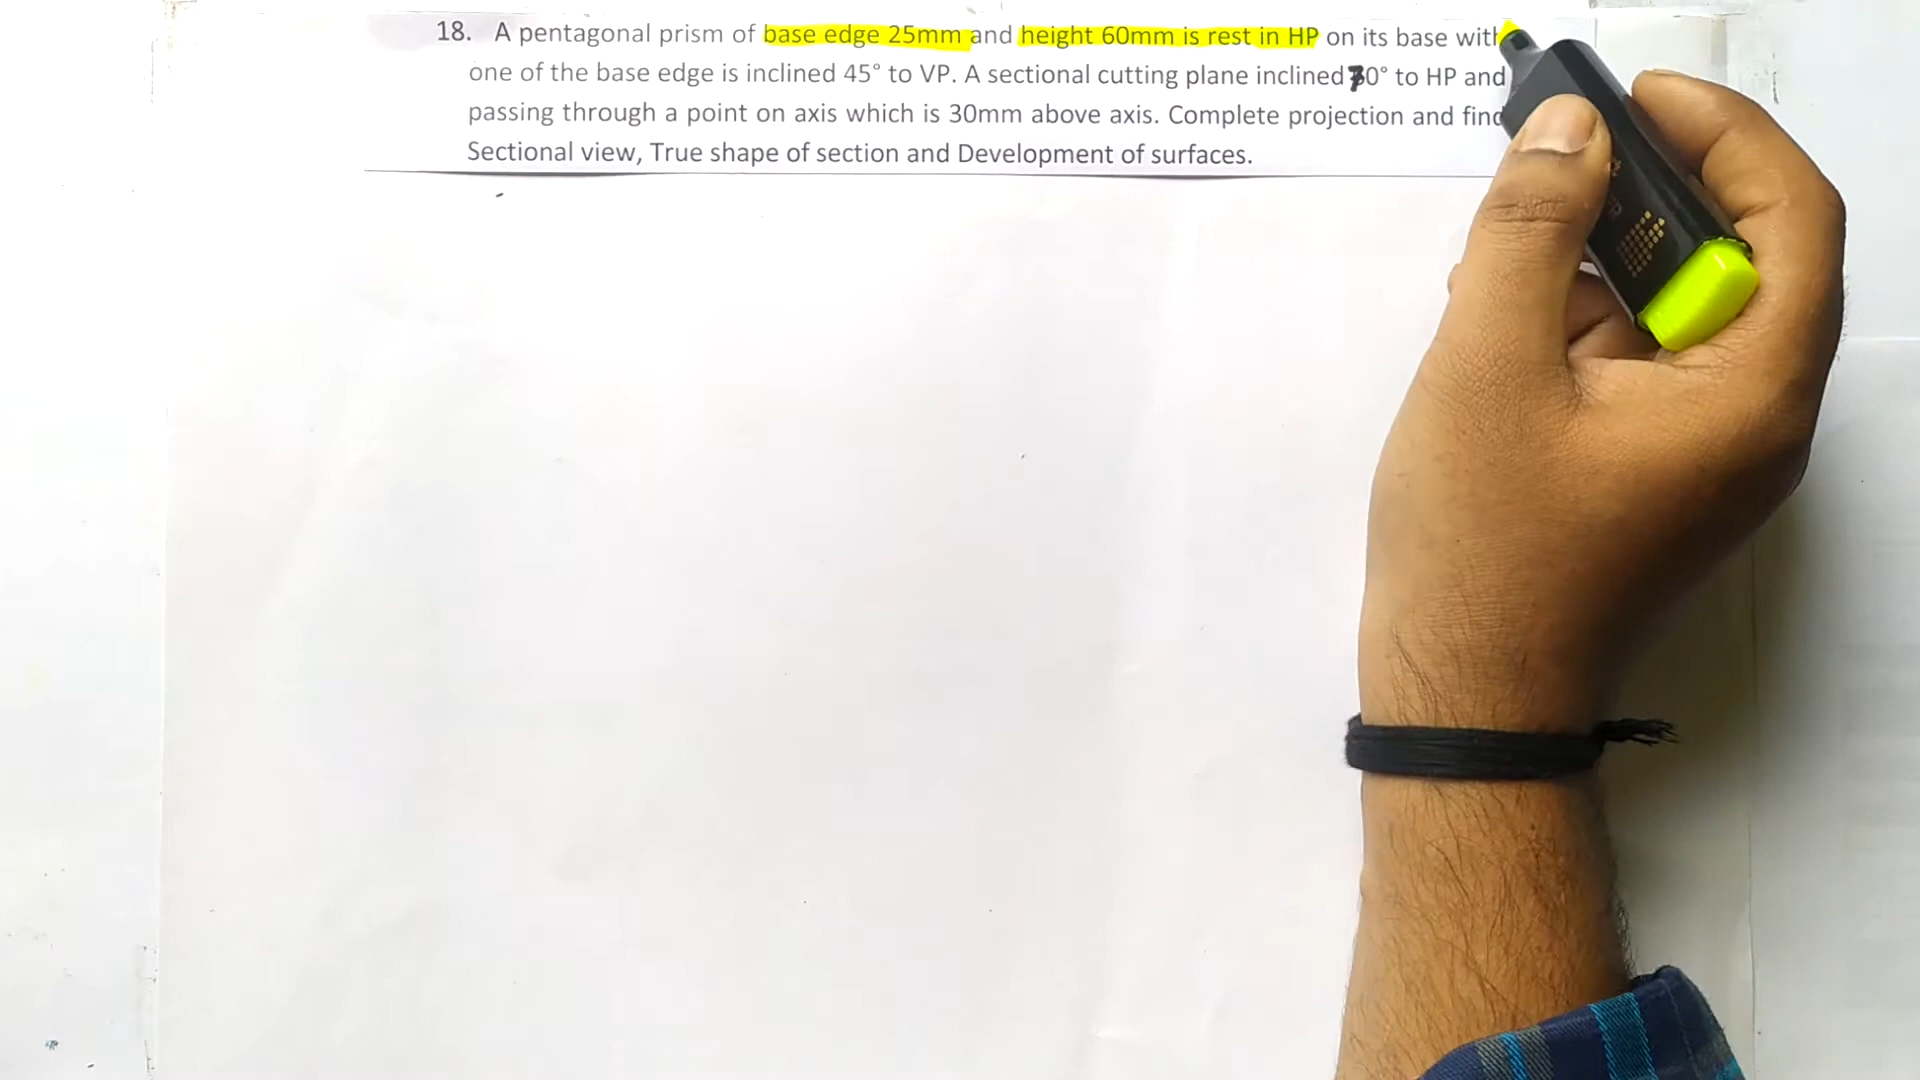 18. A pentagonal prism of base edge 25mm and height 60mm is rest in HP on its base with
one of the base edge is inclined 45° to VP. A sectional cutting plane inclined 70° to HP and
passing through a point on axis which is 30mm above axis. Complete projection and find
Sectional view, True shape of section and Development of surfaces.